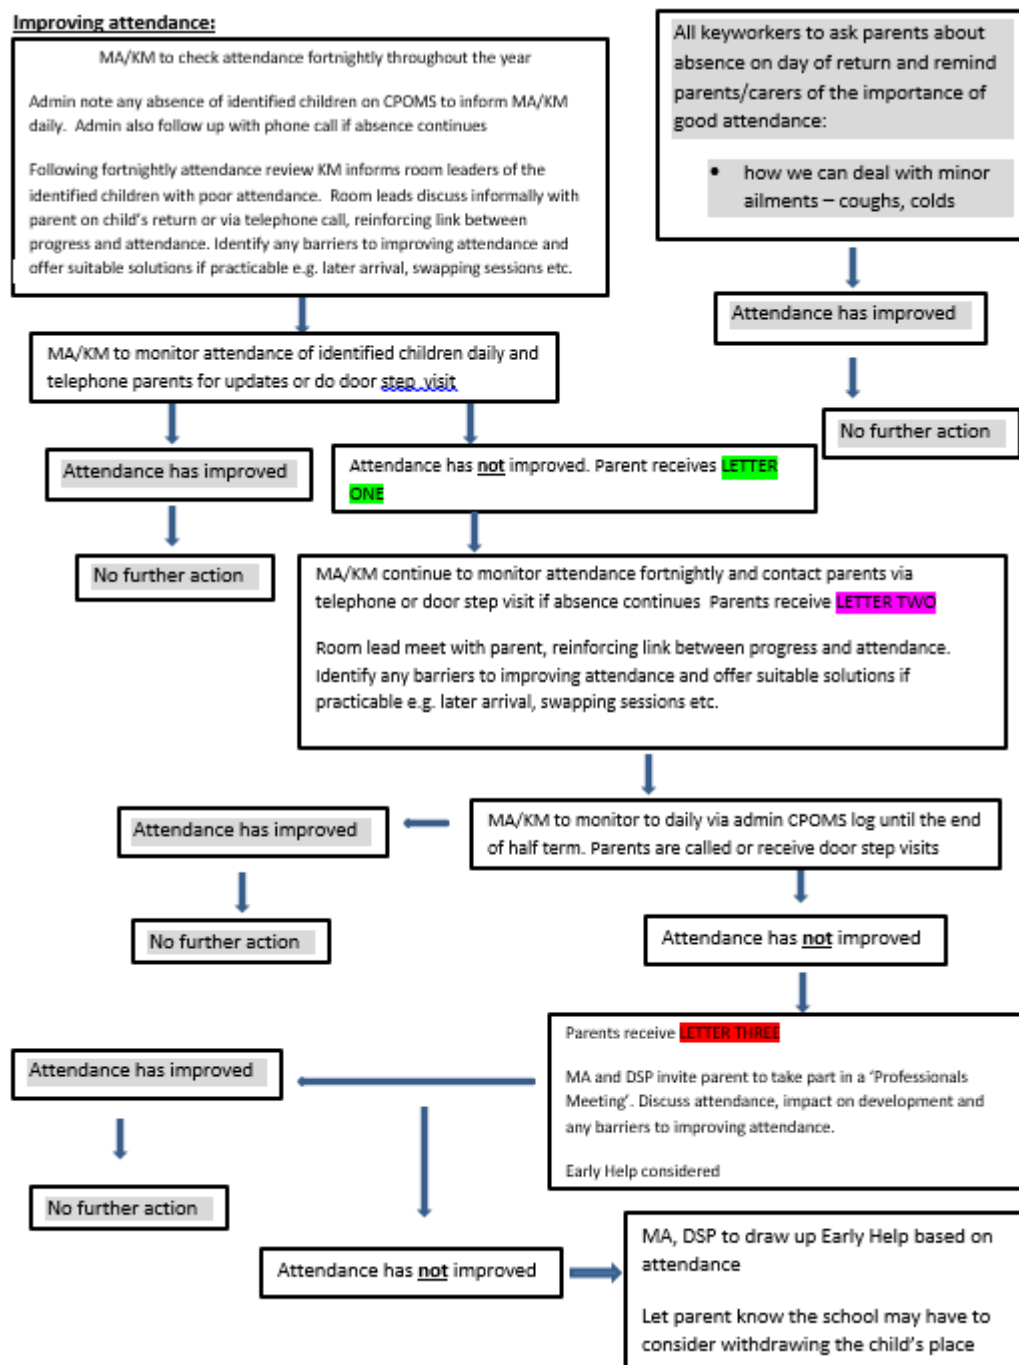 Improving attendance:
MA/KM to check attendance fortnightly throughout the year
Admin note any absence of identified children on CPOMS to inform MA/KM
daily.  Admin also follow up with phone call if absence continues
Following fortnightly attendance review KM informs room leaders of the
identified children with poor attendance.  Room leads discuss informally with
parent on child's return or via telephone call, reinforcing link between
progress and attendance. Identify any barriers to improving attendance and
offer suitable solutions if practicable e.g. later arrival, swapping sessions etc.
All keyworkers to ask parents about
absence on day of return and remind
parents/carers of the importance of
good attendance:
• how we can deal with minor
ailments – coughs, colds
Attendance has improved
No further action
MA/KM to monitor attendance of identified children daily and
telephone parents for updates or do door step  visit
Attendance has improved
No further action
Attendance has not improved. Parent receives LETTER
ONE
MA/KM continue to monitor attendance fortnightly and contact parents via
telephone or door step visit if absence continues  Parents receive LETTER TWO
Room lead meet with parent, reinforcing link between progress and attendance.
Identify any barriers to improving attendance and offer suitable solutions if
practicable e.g. later arrival, swapping sessions etc.
MA/KM to monitor to daily via admin CPOMS log until the end
of half term. Parents are called or receive door step visits
Attendance has improved
No further action
Attendance has not improved
Parents receive LETTER THREE
MA and DSP invite parent to take part in a 'Professionals
Meeting'. Discuss attendance, impact on development and
any barriers to improving attendance.
Early Help considered
Attendance has improved
No further action
Attendance has not improved
MA, DSP to draw up Early Help based on
attendance
Let parent know the school may have to
consider withdrawing the child's place